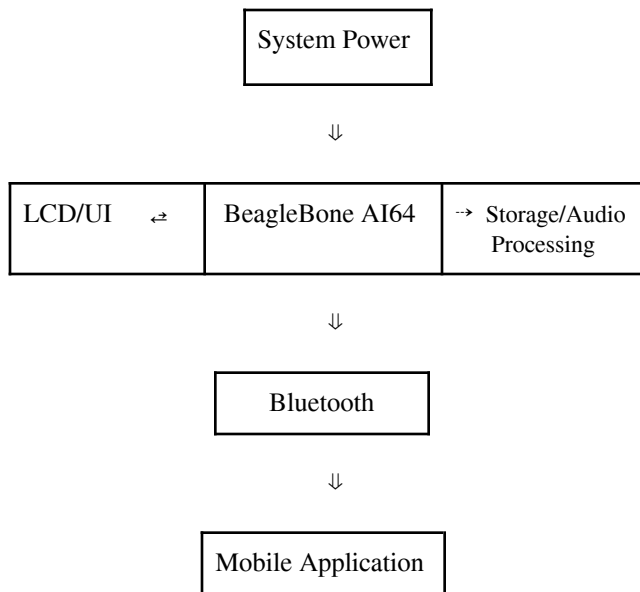 System Power
⇓
LCD/UI ⇄ BeagleBone AI64 ⇢ Storage/Audio
Processing
⇓
Bluetooth
⇓
Mobile Application